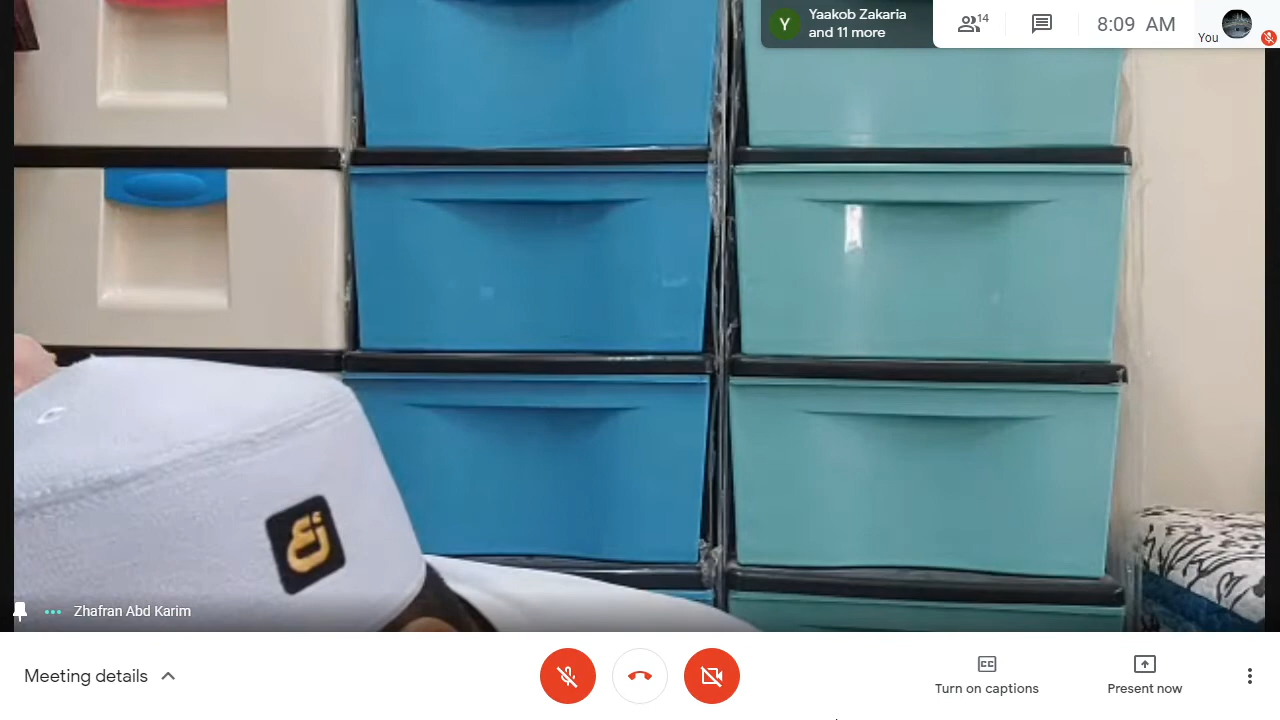 Y
Yaakob Zakaria
and 11 more
14
8:09 AM
You
Zhafran Abd Karim
Meeting details
CC
Turn on captions
Present now